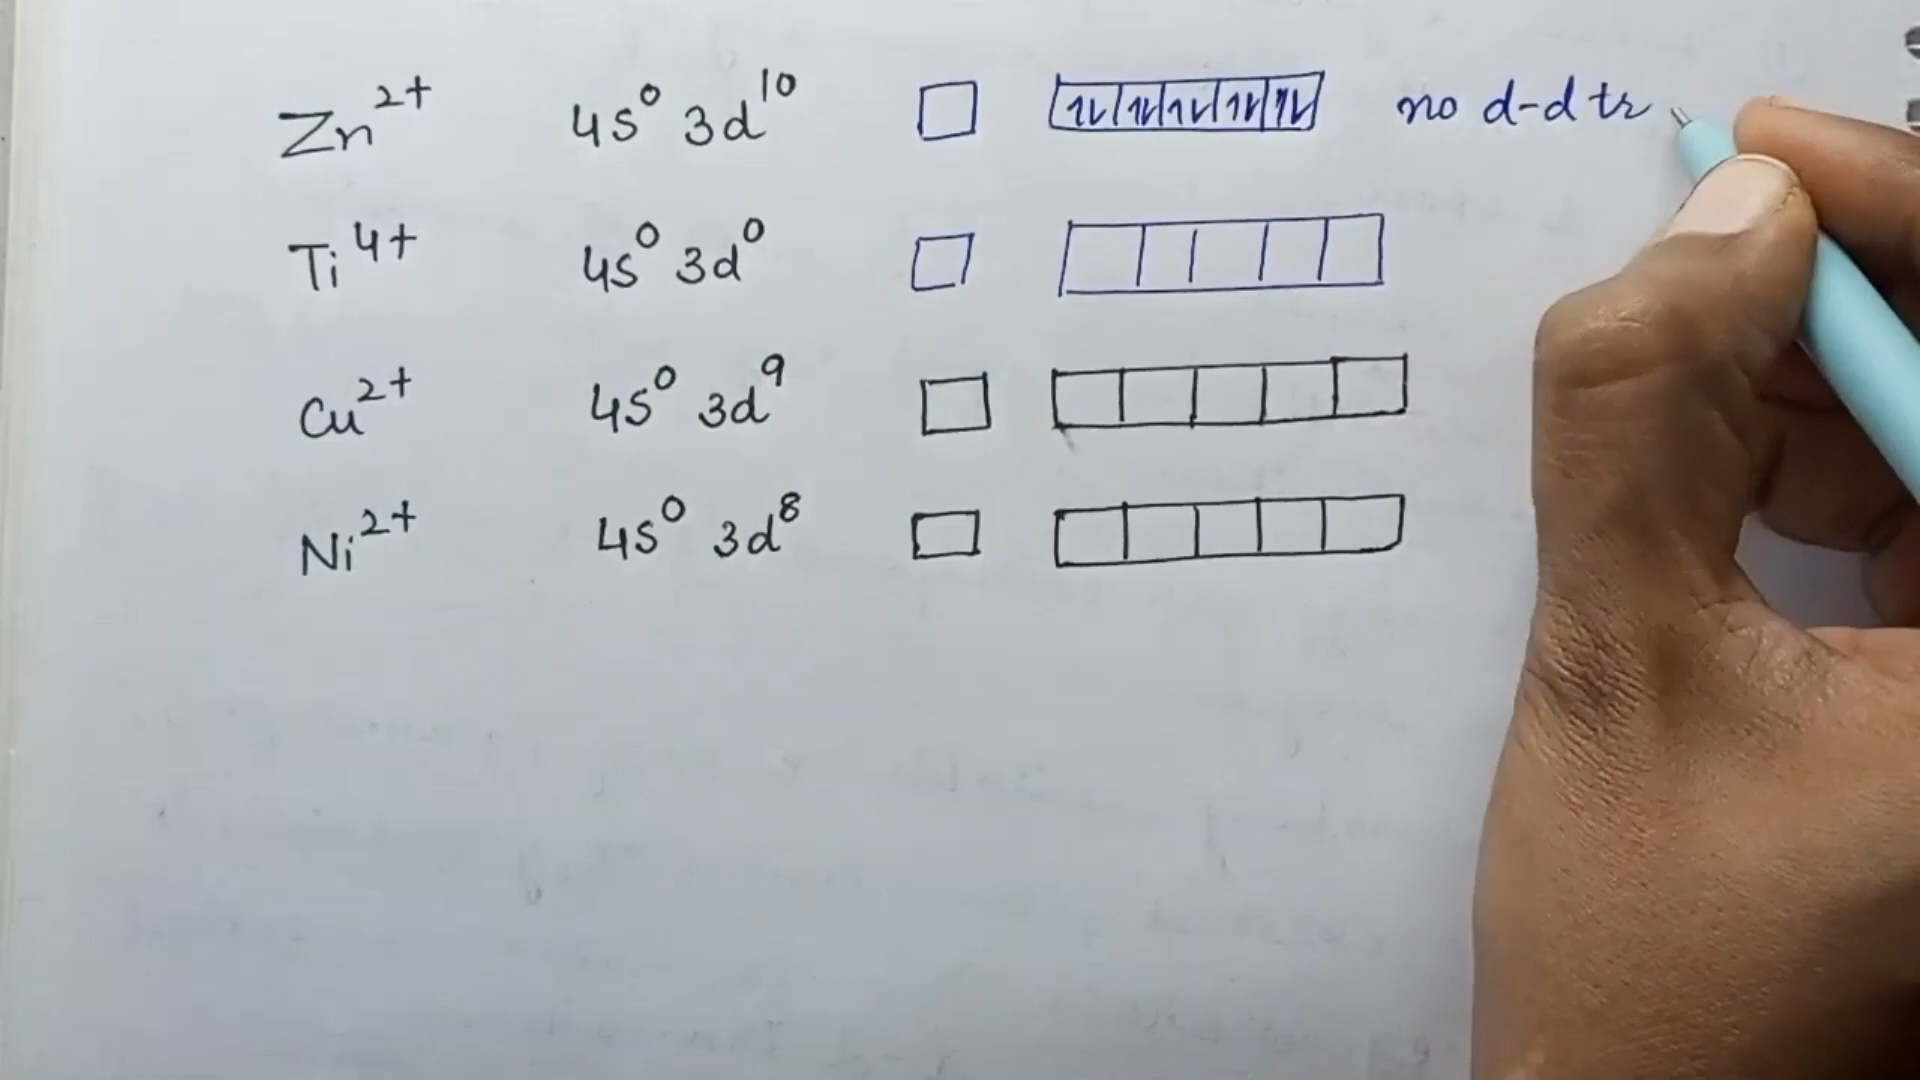 Zn²⁺ 4s⁰ 3d¹⁰ ⥮ ⥮ ⥮ ⥮ ⥮ no d-d tr
Ti⁴⁺ 4s⁰ 3d⁰
Cu²⁺ 4s⁰ 3d⁹
Ni²⁺ 4s⁰ 3d⁸